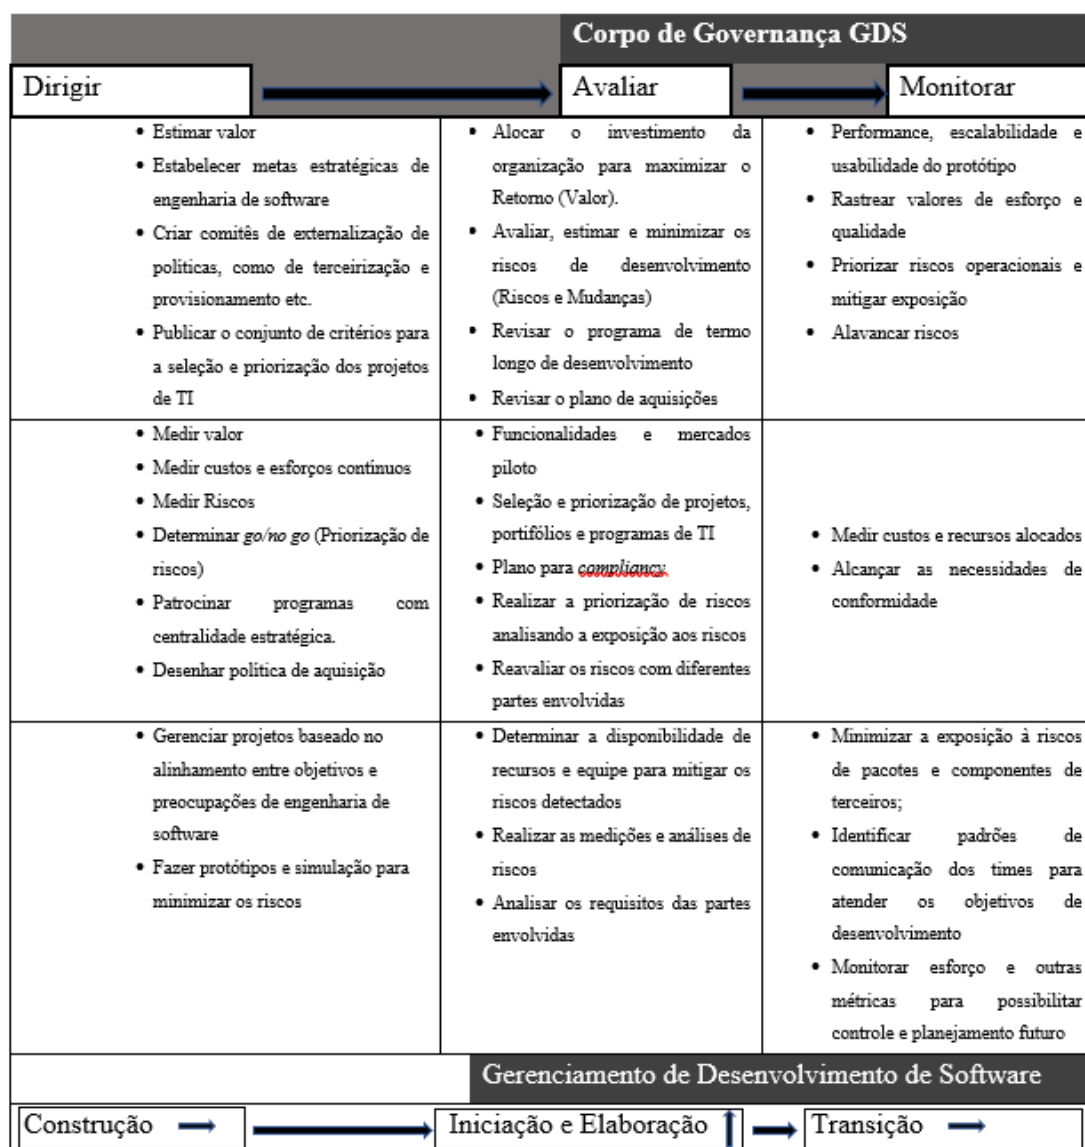 Corpo de Governança GDS
Dirigir
Avaliar
Monitorar
• Estimar valor
• Estabelecer metas estratégicas de
engenharia de software
• Criar comitês de externalização de
políticas, como de terceirização e
provisionamento etc.
• Publicar o conjunto de critérios para
a seleção e priorização dos projetos
de TI
• Alocar o investimento da
organização para maximizar o
Retorno (Valor).
• Avaliar, estimar e minimizar os
riscos de desenvolvimento
(Riscos e Mudanças)
• Revisar o programa de termo
longo de desenvolvimento
• Revisar o plano de aquisições
• Performance, escalabilidade e
usabilidade do protótipo
• Rastrear valores de esforço e
qualidade
• Priorizar riscos operacionais e
mitigar exposição
• Alavancar riscos
• Medir valor
• Medir custos e esforços contínuos
• Medir Riscos
• Determinar go/no go (Priorização de
riscos)
• Patrocinar programas com
centralidade estratégica.
• Desenhar política de aquisição
• Funcionalidades e mercados
piloto
• Seleção e priorização de projetos,
portifólios e programas de TI
• Plano para compliancy
• Realizar a priorização de riscos
analisando a exposição aos riscos
• Reavaliar os riscos com diferentes
partes envolvidas
• Medir custos e recursos alocados
• Alcançar as necessidades de
conformidade
• Gerenciar projetos baseado no
alinhamento entre objetivos e
preocupações de engenharia de
software
• Fazer protótipos e simulação para
minimizar os riscos
• Determinar a disponibilidade de
recursos e equipe para mitigar os
riscos detectados
• Realizar as medições e análises de
riscos
• Analisar os requisitos das partes
envolvidas
• Minimizar a exposição à riscos
de pacotes e componentes de
terceiros;
• Identificar padrões de
comunicação dos times para
atender os objetivos de
desenvolvimento
• Monitorar esforço e outras
métricas para possibilitar
controle e planejamento futuro
Gerenciamento de Desenvolvimento de Software
Construção
Iniciação e Elaboração
Transição